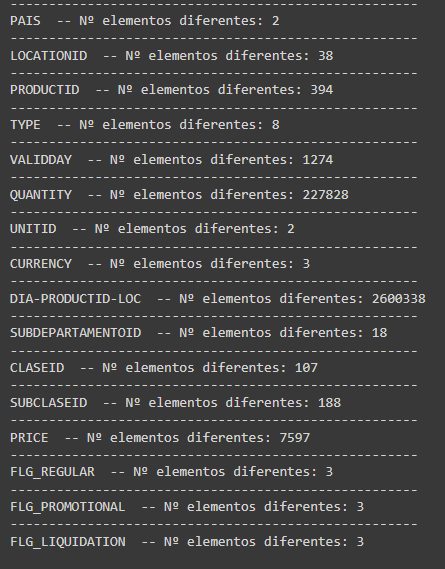 ----------------------------------------------------
PAIS  -- Nº elementos diferentes: 2
----------------------------------------------------
LOCATIONID  -- Nº elementos diferentes: 38
----------------------------------------------------
PRODUCTID  -- Nº elementos diferentes: 394
----------------------------------------------------
TYPE  -- Nº elementos diferentes: 8
----------------------------------------------------
VALIDDAY  -- Nº elementos diferentes: 1274
----------------------------------------------------
QUANTITY  -- Nº elementos diferentes: 227828
----------------------------------------------------
UNITID  -- Nº elementos diferentes: 2
----------------------------------------------------
CURRENCY  -- Nº elementos diferentes: 3
----------------------------------------------------
DIA-PRODUCTID-LOC  -- Nº elementos diferentes: 2600338
----------------------------------------------------
SUBDEPARTAMENTOID  -- Nº elementos diferentes: 18
----------------------------------------------------
CLASEID  -- Nº elementos diferentes: 107
----------------------------------------------------
SUBCLASEID  -- Nº elementos diferentes: 188
----------------------------------------------------
PRICE  -- Nº elementos diferentes: 7597
----------------------------------------------------
FLG_REGULAR  -- Nº elementos diferentes: 3
----------------------------------------------------
FLG_PROMOTIONAL  -- Nº elementos diferentes: 3
----------------------------------------------------
FLG_LIQUIDATION  -- Nº elementos diferentes: 3